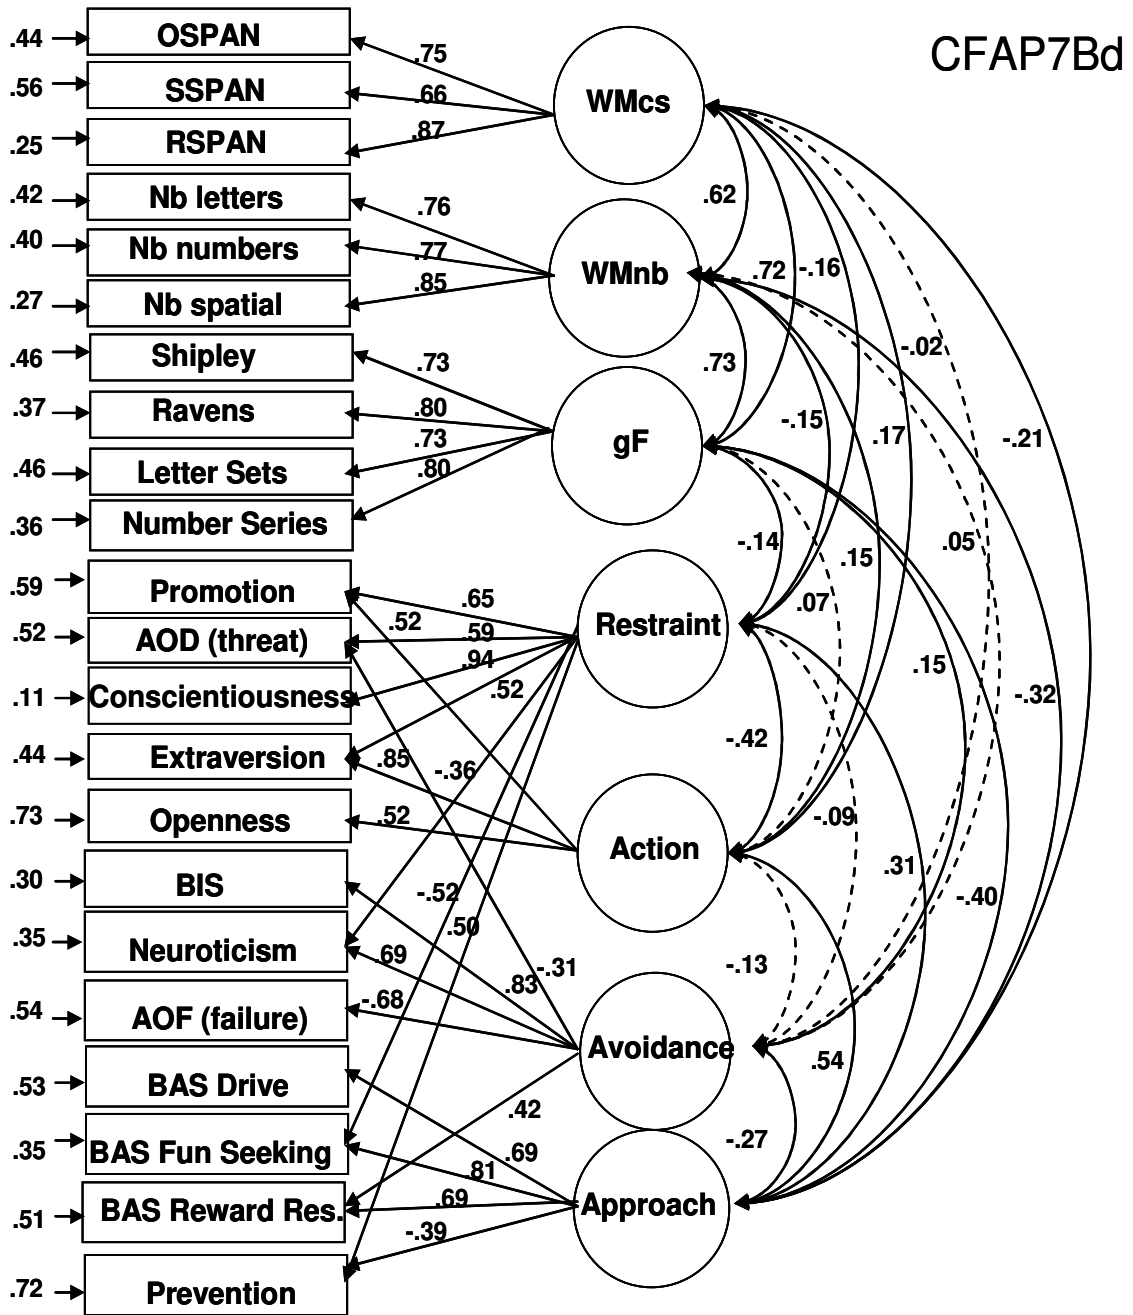 CFAP7Bd
.44 OSPAN .75
.56 SSPAN .66
.25 RSPAN .87
WMcs
.42 Nb letters .76
.40 Nb numbers .77
.27 Nb spatial .85
WMnb
.46 Shipley .73
.37 Ravens .80
.46 Letter Sets .73
.36 Number Series .80
gF
.59 Promotion .65
.52
.52 AOD (threat) .59
.11 Conscientiousness .94
.52
Restraint
.44 Extraversion .85
-.36
.73 Openness .52
Action
.30 BIS
-.52
.50
.35 Neuroticism .69
.83
-.31
.54 AOF (failure) -.68
Avoidance
.53 BAS Drive
.42
.69
.35 BAS Fun Seeking .81
.51 BAS Reward Res. .69
-.39
Approach
.72 Prevention
.62
.72
-.16
-.02
.73
-.15
.17
-.21
-.14
.15
.05
.07
.15
-.32
-.42
-.09
.31
-.40
-.13
.54
-.27